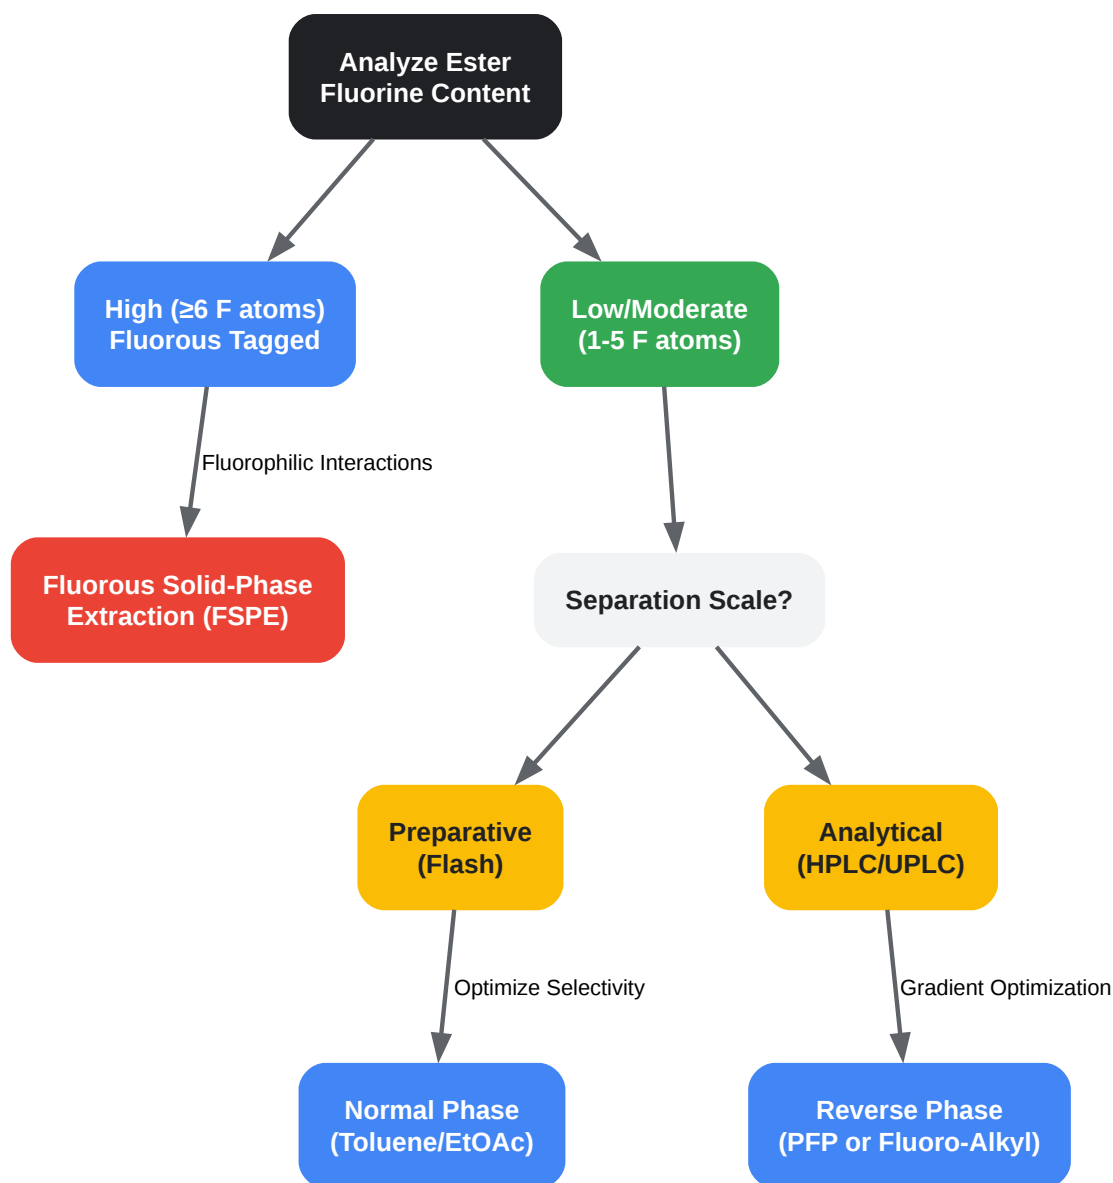 Analyze Ester
Fluorine Content
High (≥6 F atoms)
Fluorous Tagged
Low/Moderate
(1-5 F atoms)
Fluorophilic Interactions
Fluorous Solid-Phase
Extraction (FSPE)
Separation Scale?
Preparative
(Flash)
Analytical
(HPLC/UPLC)
Optimize Selectivity
Gradient Optimization
Normal Phase
(Toluene/EtOAc)
Reverse Phase
(PFP or Fluoro-Alkyl)